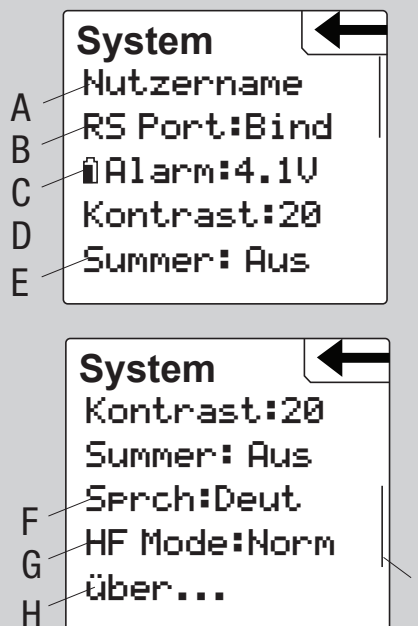 System
A Nutzername
B RS Port:Bind
C Alarm:4.1V
D Kontrast:20
E Summer: Aus
System
Kontrast:20
Summer: Aus
F Sprch:Deut
G HF Mode:Norm
H über...